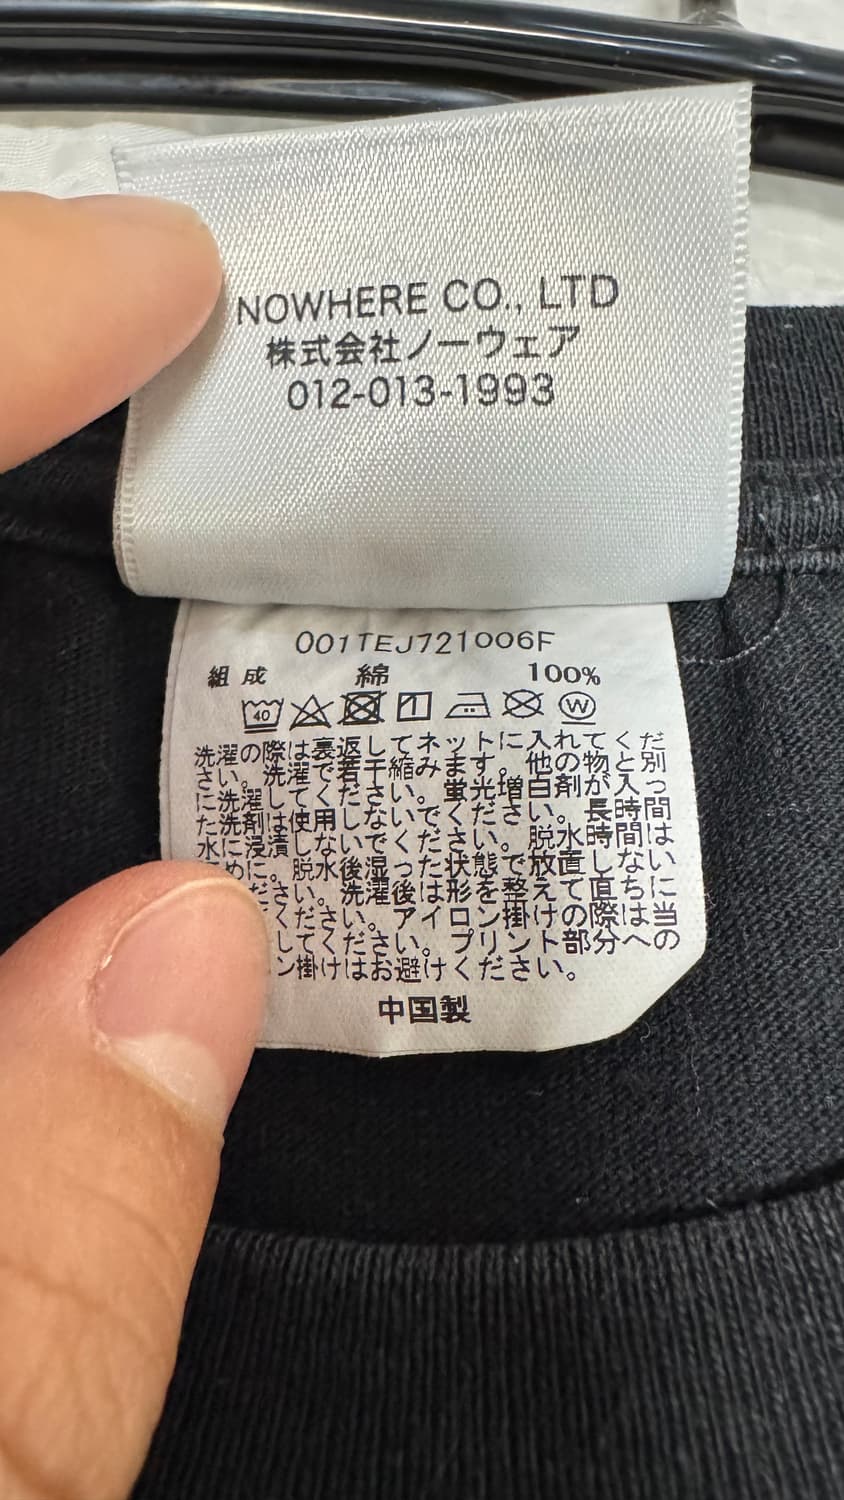 NOWHERE CO., LTD
株式会社ノーウェア
012-013-1993
001TEJ721006F
組成 綿 100%
40 1 W
洗濯の際は裏返してネットに入れてくだ
さい。洗濯で若干縮みます。他の物と別
に洗濯してください。蛍光増白剤が入っ
た洗剤は使用しないでください。長時間
水に浸漬しないでください。脱水時間は
めに。脱水後湿った状態で放置しない
ださい。洗濯後は形を整えて直ちに
ください。アイロン掛けの際は当
してください。プリント部分への
ン掛けはお避けください。
中国製